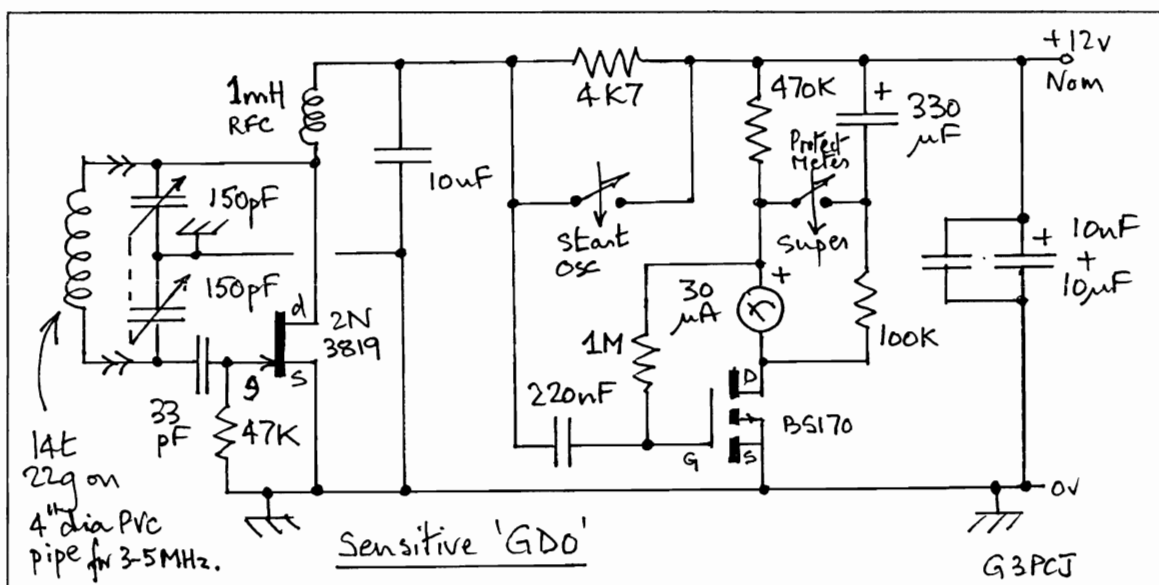 +12v
Nom
1mH
RFC
4K7
470K
+
330
µF
Protect
Meter
10uF
150pF
Start
Osc
Super
+
10nF
+
10µF
150pF
d
2N
3819
g
s
30
µA
+
1M
100K
220nF
D
BS170
G
S
33
pF
47K
14t
22g on
4" dia PVC
pipe for 3-5MHz.
0V
Sensitive 'GDO'
G3PCJ